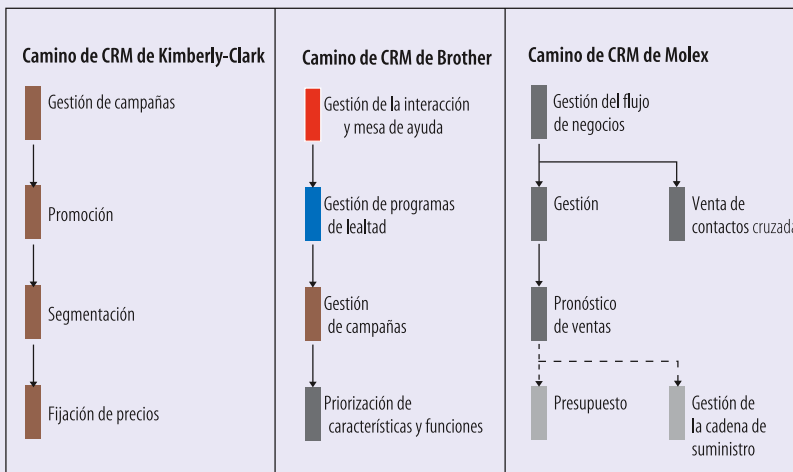 Camino de CRM de Kimberly-Clark
Gestión de campañas
Promoción
Segmentación
Fijación de precios
Camino de CRM de Brother
Gestión de la interacción
y mesa de ayuda
Gestión de programas
de lealtad
Gestión
de campañas
Priorización de
características y funciones
Camino de CRM de Molex
Gestión del flujo
de negocios
Gestión
Venta de
contactos cruzada
Pronóstico
de ventas
Presupuesto
Gestión de
la cadena de
suministro